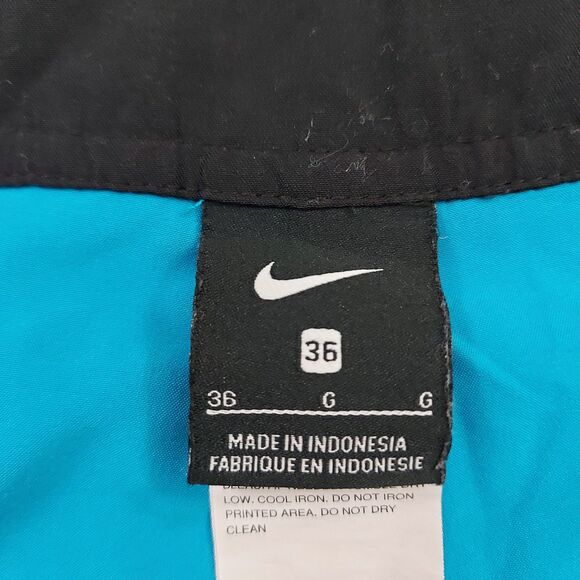 36
36 G G
MADE IN INDONESIA
FABRIQUE EN INDONESIE
LOW. COOL IRON. DO NOT IRON
PRINTED AREA. DO NOT DRY
CLEAN